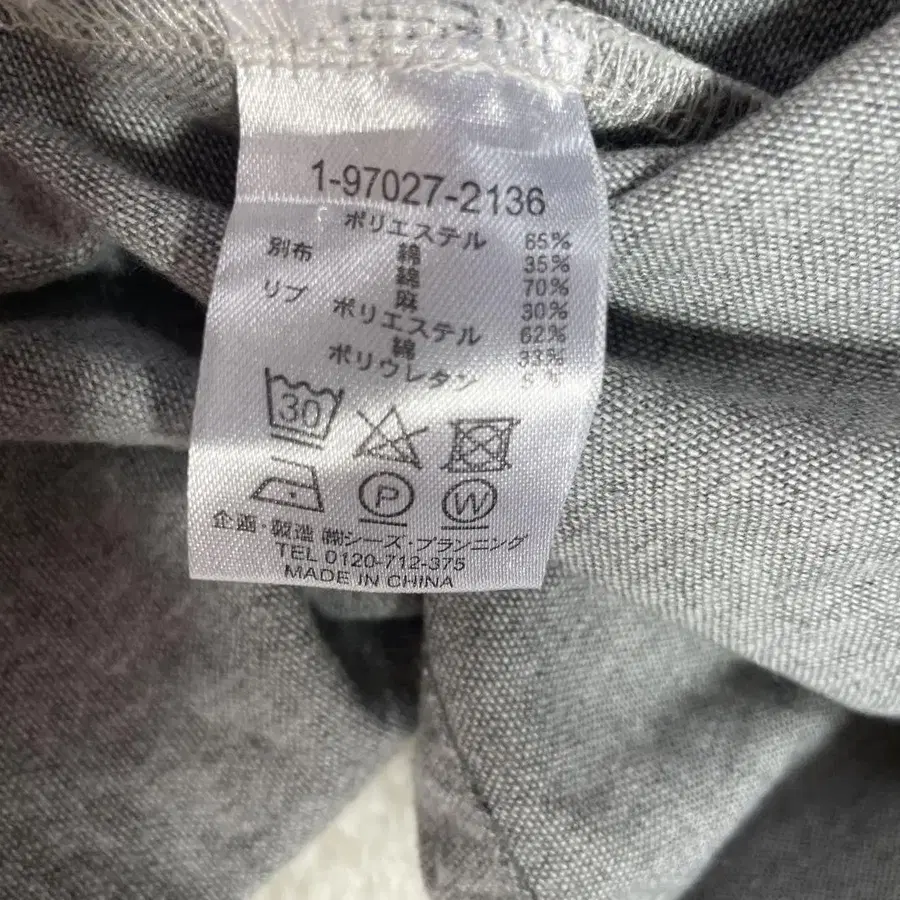 1-97027-2136
ポリエステル 65%
別布 綿 35%
綿 70%
リブ 麻 30%
ポリエステル 62%
綿 33%
ポリウレタン 5%
30
P W
企画・製造 ㈱シーズ・プランニング
TEL 0120-712-375
MADE IN CHINA